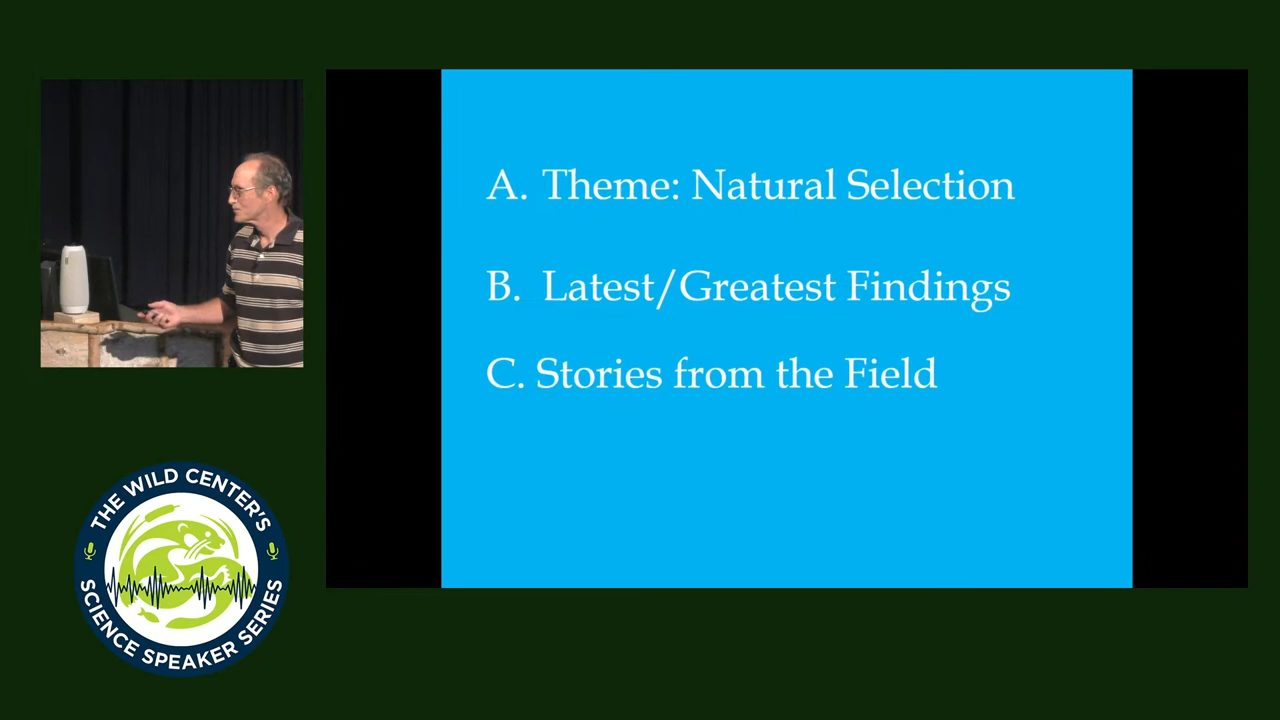 A. Theme: Natural Selection
B. Latest/Greatest Findings
C. Stories from the Field
THE WILD CENTER'S
SCIENCE SPEAKER SERIES